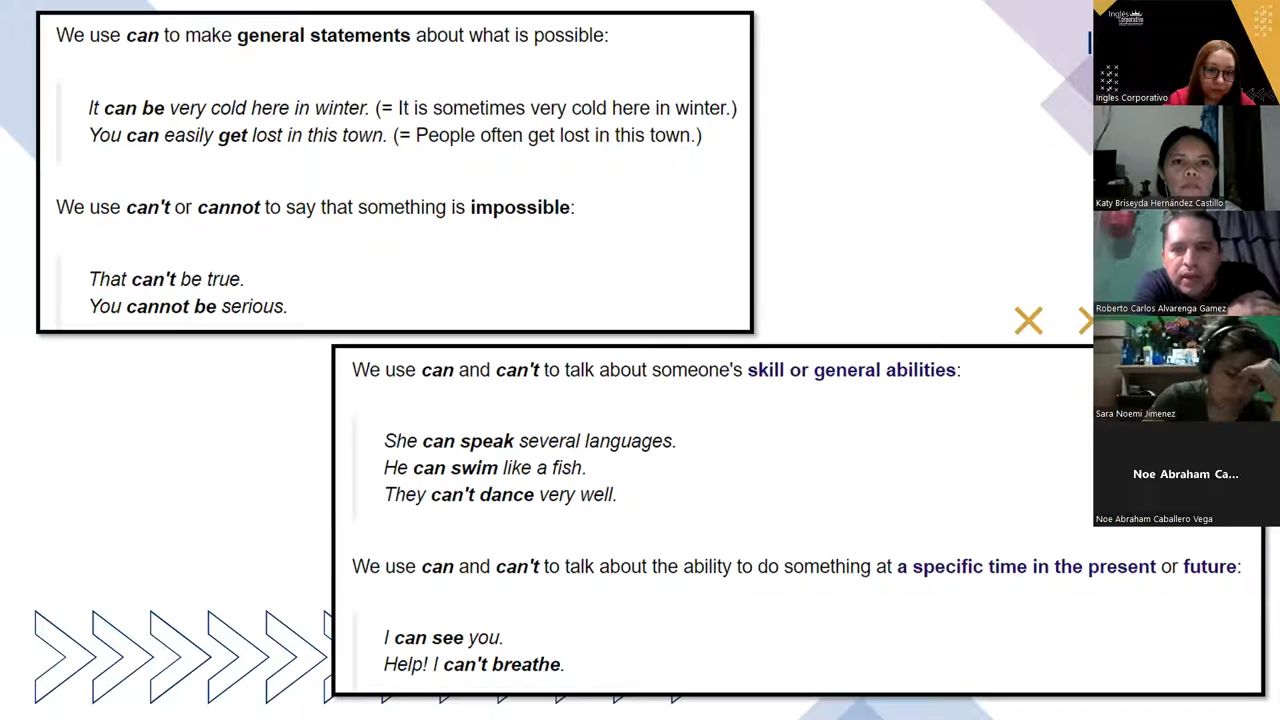 We use can to make general statements about what is possible:
It can be very cold here in winter. (= It is sometimes very cold here in winter.)
You can easily get lost in this town. (= People often get lost in this town.)
We use can't or cannot to say that something is impossible:
That can't be true.
You cannot be serious.
We use can and can't to talk about someone's skill or general abilities:
She can speak several languages.
He can swim like a fish.
They can't dance very well.
We use can and can't to talk about the ability to do something at a specific time in the present or future:
I can see you.
Help! I can't breathe.
Inglés
Corporativo
Ingles Corporativo
Katy Briseyda Hernández Castillo
Roberto Carlos Alvarenga Gamez
Sara Noemi Jimenez
Noe Abraham Ca...
Noe Abraham Caballero Vega